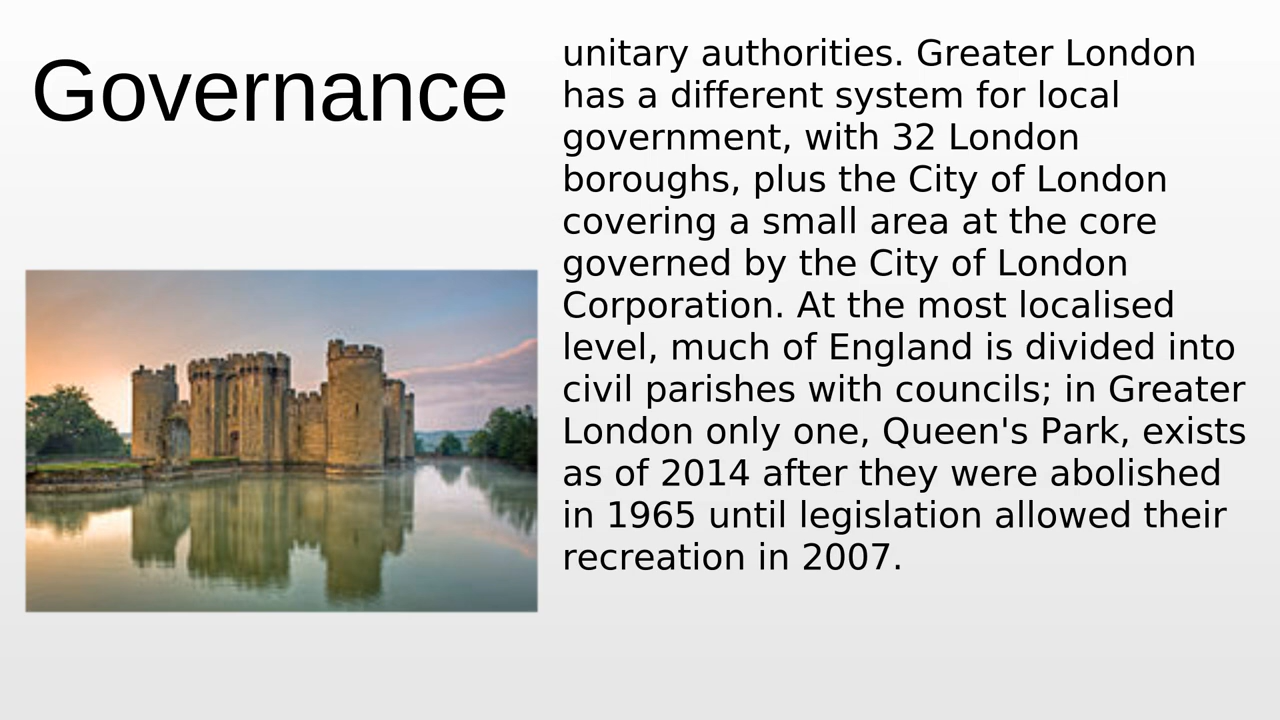 Governance
unitary authorities. Greater London
has a different system for local
government, with 32 London
boroughs, plus the City of London
covering a small area at the core
governed by the City of London
Corporation. At the most localised
level, much of England is divided into
civil parishes with councils; in Greater
London only one, Queen's Park, exists
as of 2014 after they were abolished
in 1965 until legislation allowed their
recreation in 2007.